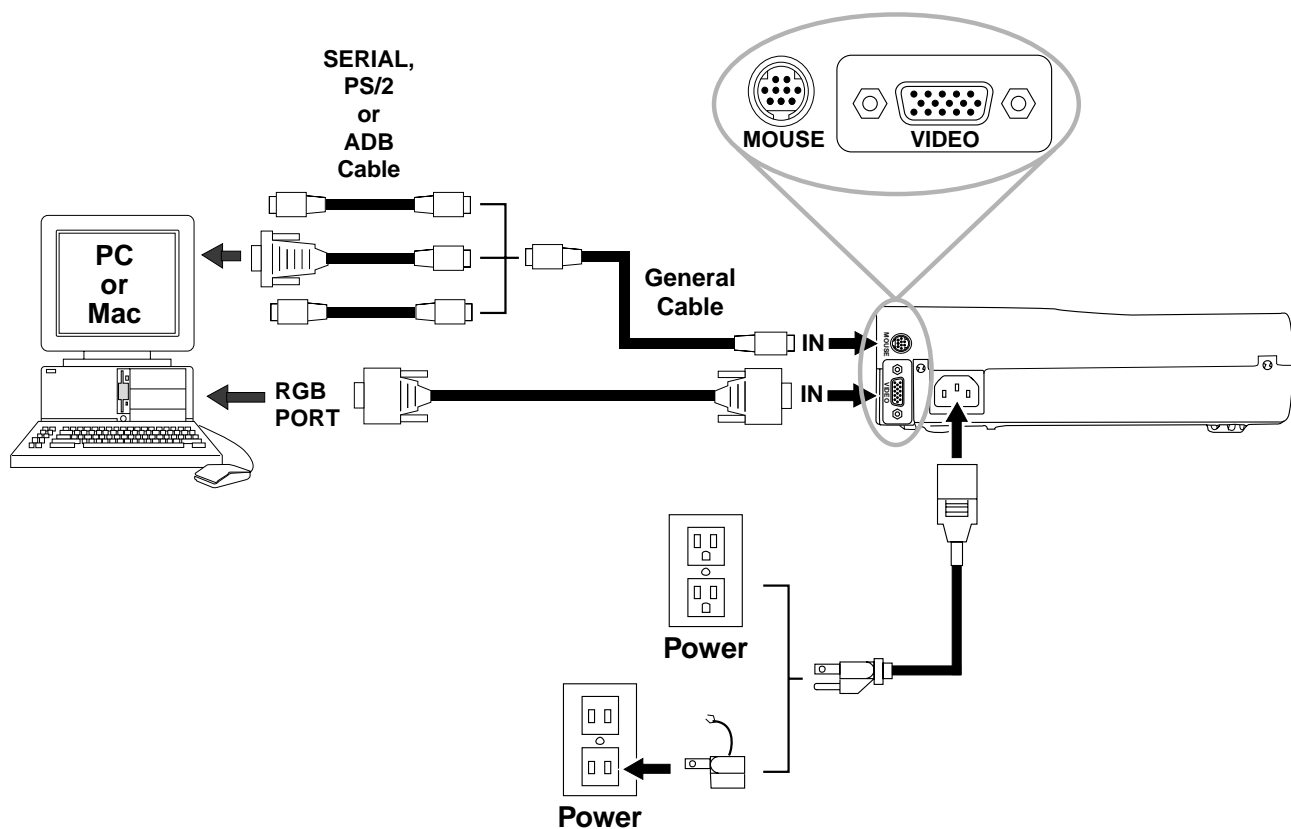 SERIAL,
PS/2
or
ADB
Cable
MOUSE
VIDEO
PC
or
Mac
General
Cable
IN
MOUSE
RGB
PORT
IN
VIDEO
Power
Power